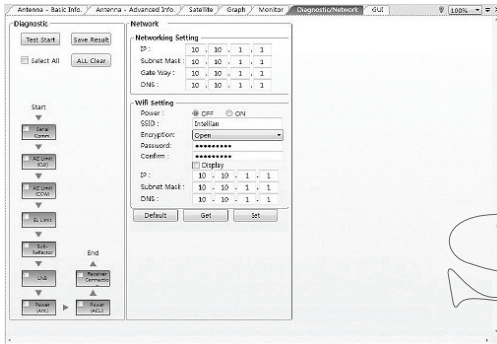 Antenna - Basic Info. Antenna - Advanced Info. Satellite Graph Monitor Diagnostic/Network GUI 100%
Diagnostic
Test Start Save Result
Select All ALL Clear
Start
Serial Comm.
AZ Limit (CW)
AZ Limit (CCW)
EL Limit
Sub-Reflector
LNB
Power (ANT.)
Power (ACU)
Receiver Connection
End
Network
Networking Setting
IP : 10 . 10 . 1 . 1
Subnet Mask : 10 . 10 . 1 . 1
Gate Way : 10 . 10 . 1 . 1
DNS : 10 . 10 . 1 . 1
Wifi Setting
Power : OFF ON
SSID : Intellian
Encryption: Open
Password: •••••••••
Confirm : •••••••••
Display
IP : 10 . 10 . 1 . 1
Subnet Mask : 10 . 10 . 1 . 1
DNS : 10 . 10 . 1 . 1
Default Get Set